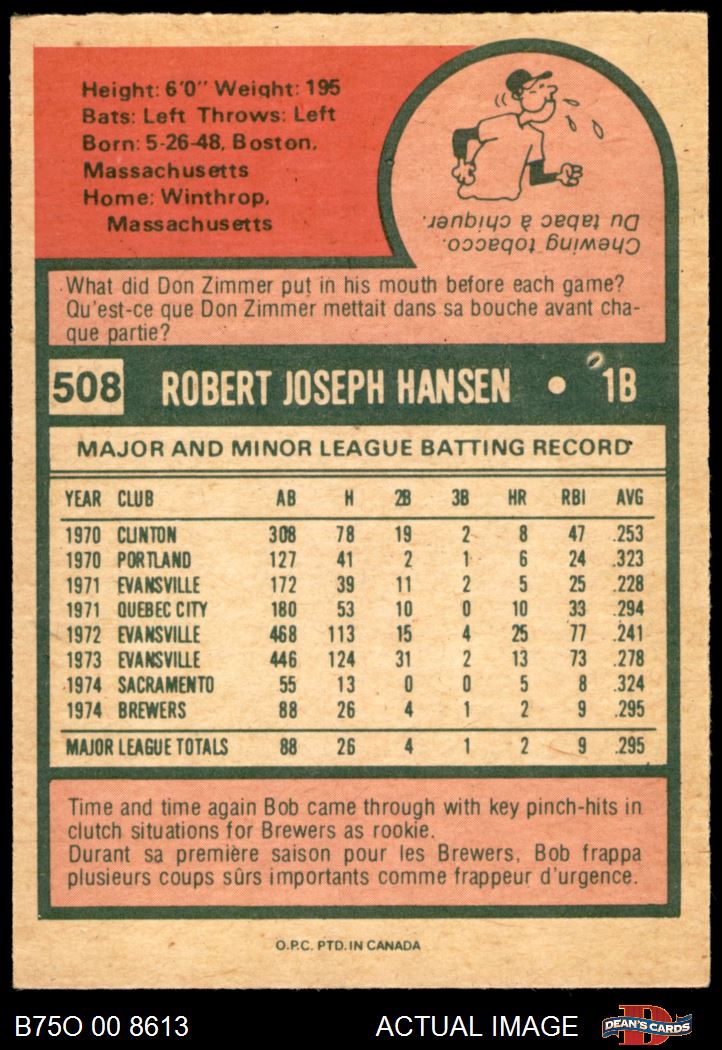 Height: 6'0" Weight: 195
Bats: Left Throws: Left
Born: 5-26-48, Boston,
Massachusetts
Home: Winthrop,
Massachusetts
Chewing tobacco.
Du tabac à chiquer.
What did Don Zimmer put in his mouth before each game?
Qu'est-ce que Don Zimmer mettait dans sa bouche avant cha-
que partie?
508 ROBERT JOSEPH HANSEN • 1B
MAJOR AND MINOR LEAGUE BATTING RECORD
YEAR CLUB AB H 2B 3B HR RBI AVG
1970 CLINTON 308 78 19 2 8 47 .253
1970 PORTLAND 127 41 2 1 6 24 .323
1971 EVANSVILLE 172 39 11 2 5 25 .228
1971 QUEBEC CITY 180 53 10 0 10 33 .294
1972 EVANSVILLE 468 113 15 4 25 77 .241
1973 EVANSVILLE 446 124 31 2 13 73 .278
1974 SACRAMENTO 55 13 0 0 5 8 .324
1974 BREWERS 88 26 4 1 2 9 .295
MAJOR LEAGUE TOTALS 88 26 4 1 2 9 .295
Time and time again Bob came through with key pinch-hits in
clutch situations for Brewers as rookie.
Durant sa première saison pour les Brewers, Bob frappa
plusieurs coups sûrs importants comme frappeur d'urgence.
O.P.C. PTD. IN CANADA
B75O 00 8613 ACTUAL IMAGE DEAN'S CARDS